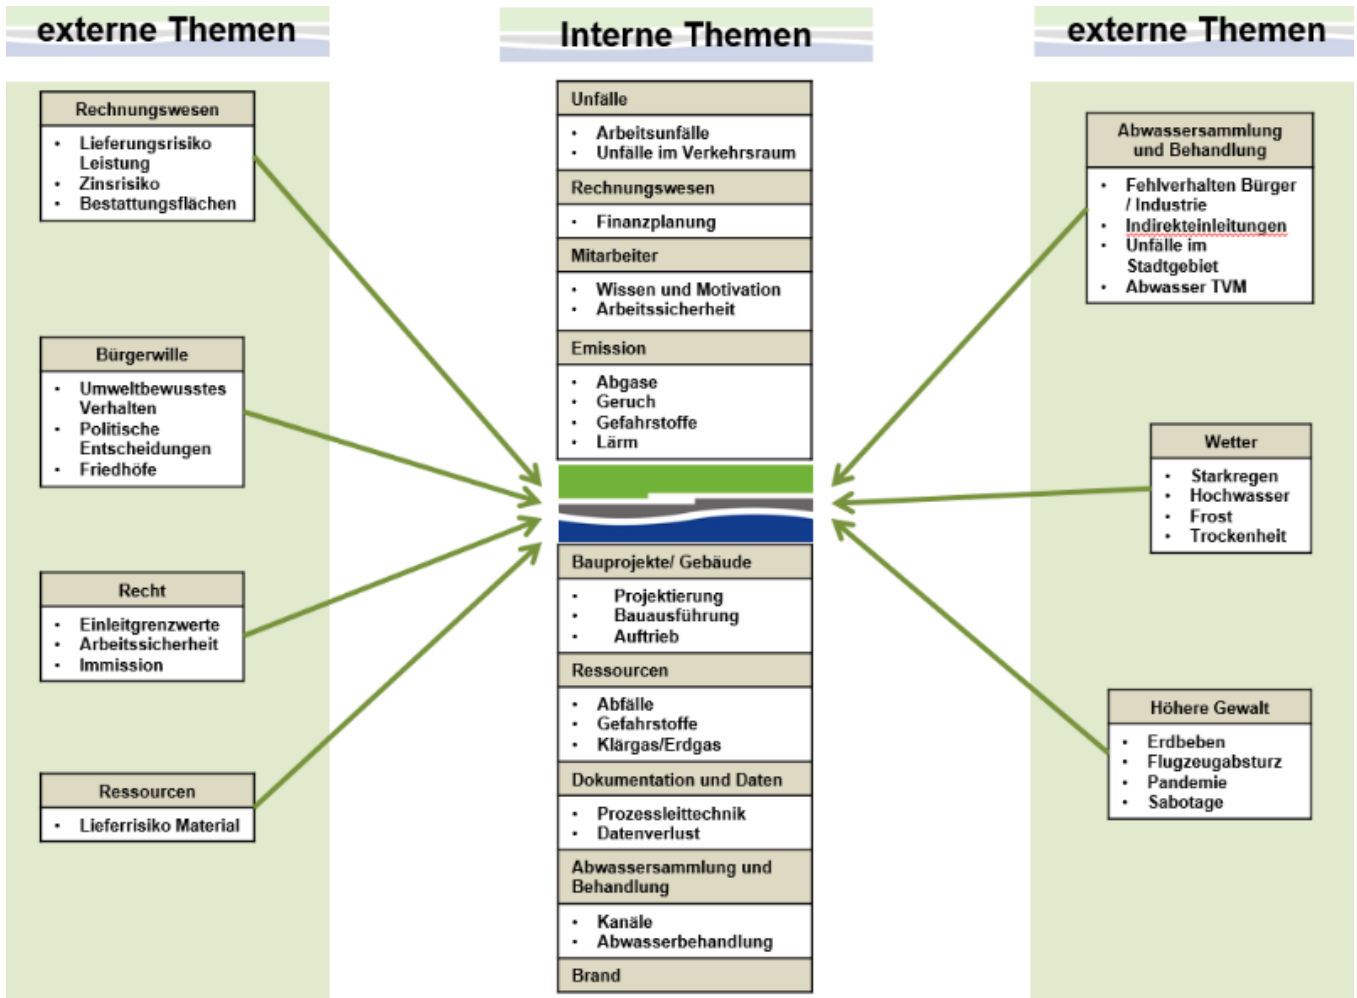 externe Themen
Rechnungswesen
• Lieferungsrisiko
Leistung
• Zinsrisiko
• Bestattungsflächen
Bürgerwille
• Umweltbewusstes
Verhalten
• Politische
Entscheidungen
• Friedhöfe
Recht
• Einleitgrenzwerte
• Arbeitssicherheit
• Immission
Ressourcen
• Lieferrisiko Material
Interne Themen
Unfälle
• Arbeitsunfälle
• Unfälle im Verkehrsraum
Rechnungswesen
• Finanzplanung
Mitarbeiter
• Wissen und Motivation
• Arbeitssicherheit
Emission
• Abgase
• Geruch
• Gefahrstoffe
• Lärm
Bauprojekte/ Gebäude
• Projektierung
• Bauausführung
• Auftrieb
Ressourcen
• Abfälle
• Gefahrstoffe
• Klärgas/Erdgas
Dokumentation und Daten
• Prozessleittechnik
• Datenverlust
Abwassersammlung und
Behandlung
• Kanäle
• Abwasserbehandlung
Brand
externe Themen
Abwassersammlung
und Behandlung
• Fehlverhalten Bürger
/ Industrie
• Indirekteinleitungen
• Unfälle im
Stadtgebiet
• Abwasser TVM
Wetter
• Starkregen
• Hochwasser
• Frost
• Trockenheit
Höhere Gewalt
• Erdbeben
• Flugzeugabsturz
• Pandemie
• Sabotage